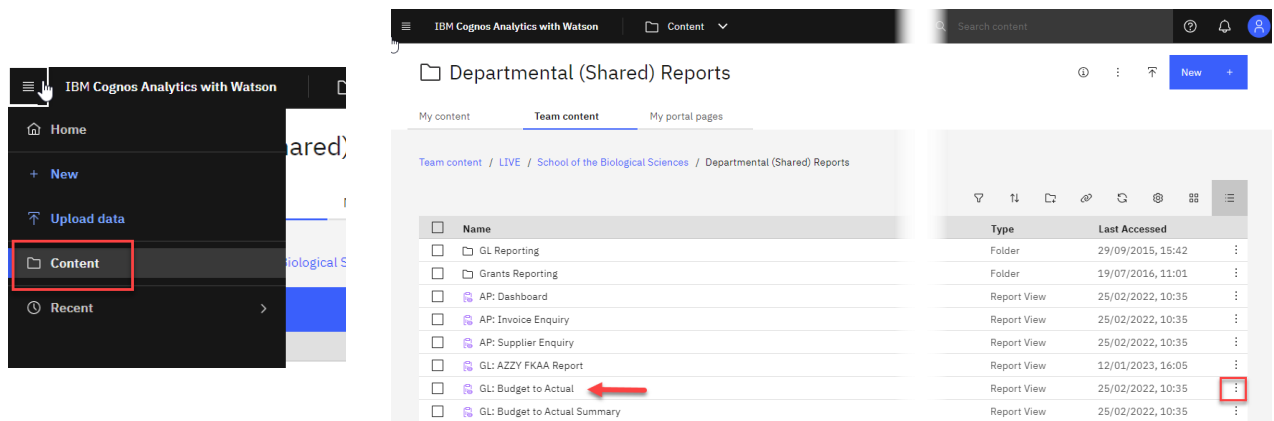 IBM Cognos Analytics with Watson
Home
New
Upload data
Content
Recent
ared)
iological S
IBM Cognos Analytics with Watson Content Search content
Departmental (Shared) Reports New +
My content Team content My portal pages
Team content / LIVE / School of the Biological Sciences / Departmental (Shared) Reports
Name Type Last Accessed
GL Reporting Folder 29/09/2015, 15:42
Grants Reporting Folder 19/07/2016, 11:01
AP: Dashboard Report View 25/02/2022, 10:35
AP: Invoice Enquiry Report View 25/02/2022, 10:35
AP: Supplier Enquiry Report View 25/02/2022, 10:35
GL: AZZY FKAA Report Report View 12/01/2023, 16:05
GL: Budget to Actual Report View 25/02/2022, 10:35
GL: Budget to Actual Summary Report View 25/02/2022, 10:35